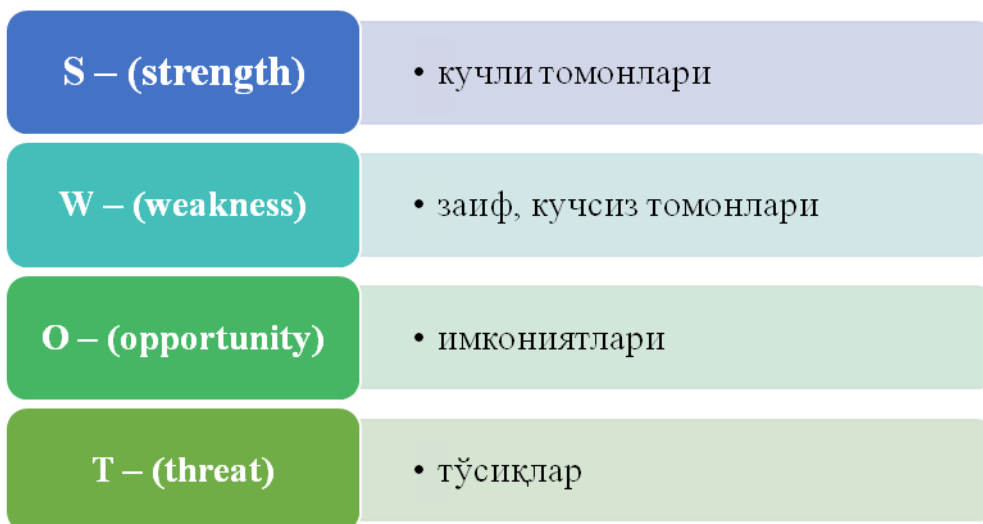 S – (strength)
• кучли томонлари
W – (weakness)
• заиф, кучсиз томонлари
O – (opportunity)
• имкониятлари
T – (threat)
• тўсиқлар